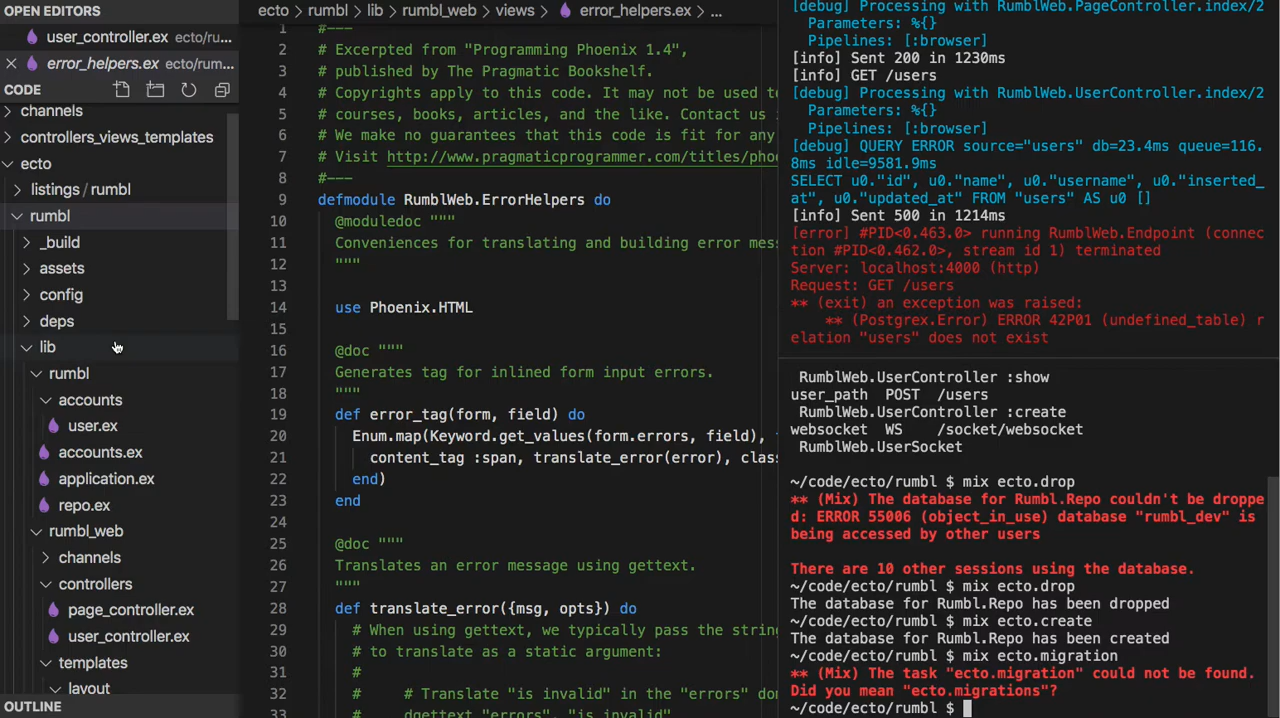 OPEN EDITORS
user_controller.ex ecto/ru...
error_helpers.ex ecto/rum...
CODE
channels
controllers_views_templates
ecto
listings / rumbl
rumbl
_build
assets
config
deps
lib
rumbl
accounts
user.ex
accounts.ex
application.ex
repo.ex
rumbl_web
channels
controllers
page_controller.ex
user_controller.ex
templates
layout
OUTLINE
ecto > rumbl > lib > rumbl_web > views > error_helpers.ex > ...
1 #---
2 # Excerpted from "Programming Phoenix 1.4",
3 # published by The Pragmatic Bookshelf.
4 # Copyrights apply to this code. It may not be used to
5 # courses, books, articles, and the like. Contact us
6 # We make no guarantees that this code is fit for any
7 # Visit http://www.pragmaticprogrammer.com/titles/pho
8 #---
9 defmodule RumblWeb.ErrorHelpers do
10 @moduledoc """
11 Conveniences for translating and building error mes
12 """
13
14 use Phoenix.HTML
15
16 @doc """
17 Generates tag for inlined form input errors.
18 """
19 def error_tag(form, field) do
20 Enum.map(Keyword.get_values(form.errors, field),
21 content_tag :span, translate_error(error), clas
22 end)
23 end
24
25 @doc """
26 Translates an error message using gettext.
27 """
28 def translate_error({msg, opts}) do
29 # When using gettext, we typically pass the string
30 # to translate as a static argument:
31 #
32 # # Translate "is invalid" in the "errors" do
33 # dgettext "errors", "is invalid"
[debug] Processing with RumblWeb.PageController.index/2
Parameters: %{}
Pipelines: [:browser]
[info] Sent 200 in 1230ms
[info] GET /users
[debug] Processing with RumblWeb.UserController.index/2
Parameters: %{}
Pipelines: [:browser]
[debug] QUERY ERROR source="users" db=23.4ms queue=116.
8ms idle=9581.9ms
SELECT u0."id", u0."name", u0."username", u0."inserted_
at", u0."updated_at" FROM "users" AS u0 []
[info] Sent 500 in 1214ms
[error] #PID<0.463.0> running RumblWeb.Endpoint (connec
tion #PID<0.462.0>, stream id 1) terminated
Server: localhost:4000 (http)
Request: GET /users
** (exit) an exception was raised:
** (Postgrex.Error) ERROR 42P01 (undefined_table) r
elation "users" does not exist
RumblWeb.UserController :show
user_path POST /users
RumblWeb.UserController :create
websocket WS /socket/websocket
RumblWeb.UserSocket
~/code/ecto/rumbl $ mix ecto.drop
** (Mix) The database for Rumbl.Repo couldn't be droppe
d: ERROR 55006 (object_in_use) database "rumbl_dev" is
being accessed by other users
There are 10 other sessions using the database.
~/code/ecto/rumbl $ mix ecto.drop
The database for Rumbl.Repo has been dropped
~/code/ecto/rumbl $ mix ecto.create
The database for Rumbl.Repo has been created
~/code/ecto/rumbl $ mix ecto.migration
** (Mix) The task "ecto.migration" could not be found.
Did you mean "ecto.migrations"?
~/code/ecto/rumbl $